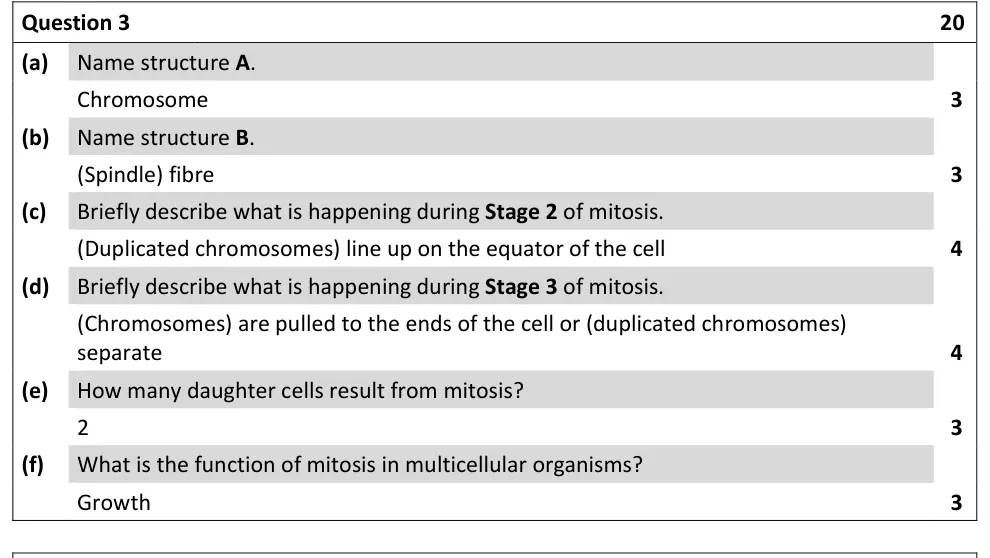 Question 3 20
(a) Name structure A.
Chromosome 3
(b) Name structure B.
(Spindle) fibre 3
(c) Briefly describe what is happening during Stage 2 of mitosis.
(Duplicated chromosomes) line up on the equator of the cell 4
(d) Briefly describe what is happening during Stage 3 of mitosis.
(Chromosomes) are pulled to the ends of the cell or (duplicated chromosomes)
separate 4
(e) How many daughter cells result from mitosis?
2 3
(f) What is the function of mitosis in multicellular organisms?
Growth 3